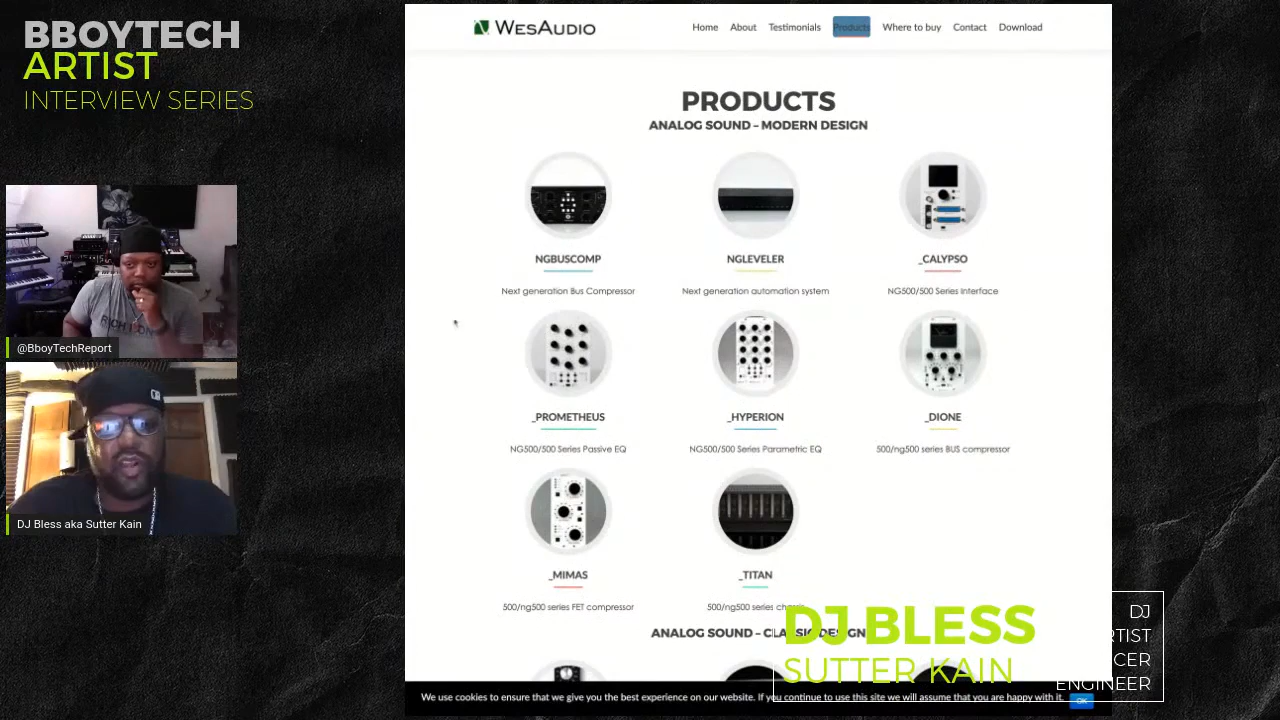 BBOYTECH
ARTIST
INTERVIEW SERIES
@BboyTechReport
DJ Bless aka Sutter Kain
WESAUDIO
Home About Testimonials Products Where to buy Contact Download
PRODUCTS
ANALOG SOUND – MODERN DESIGN
NGBUSCOMP NGLEVELER _CALYPSO
Next generation Bus Compressor Next generation automation system NG500/500 Series Interface
_PROMETHEUS _HYPERION _DIONE
NG500/500 Series Passive EQ NG500/500 Series Parametric EQ 500/ng500 series BUS compressor
_MIMAS _TITAN
500/ng500 series FET compressor 500/ng500 series
ANALOG SOUND – CLASSIC DESIGN
DJ BLESS
SUTTER KAIN
DJ
ENGINEER
We use cookies to ensure that we give you the best experience on our website. If you continue to use this site we will assume that you are happy with it. OK